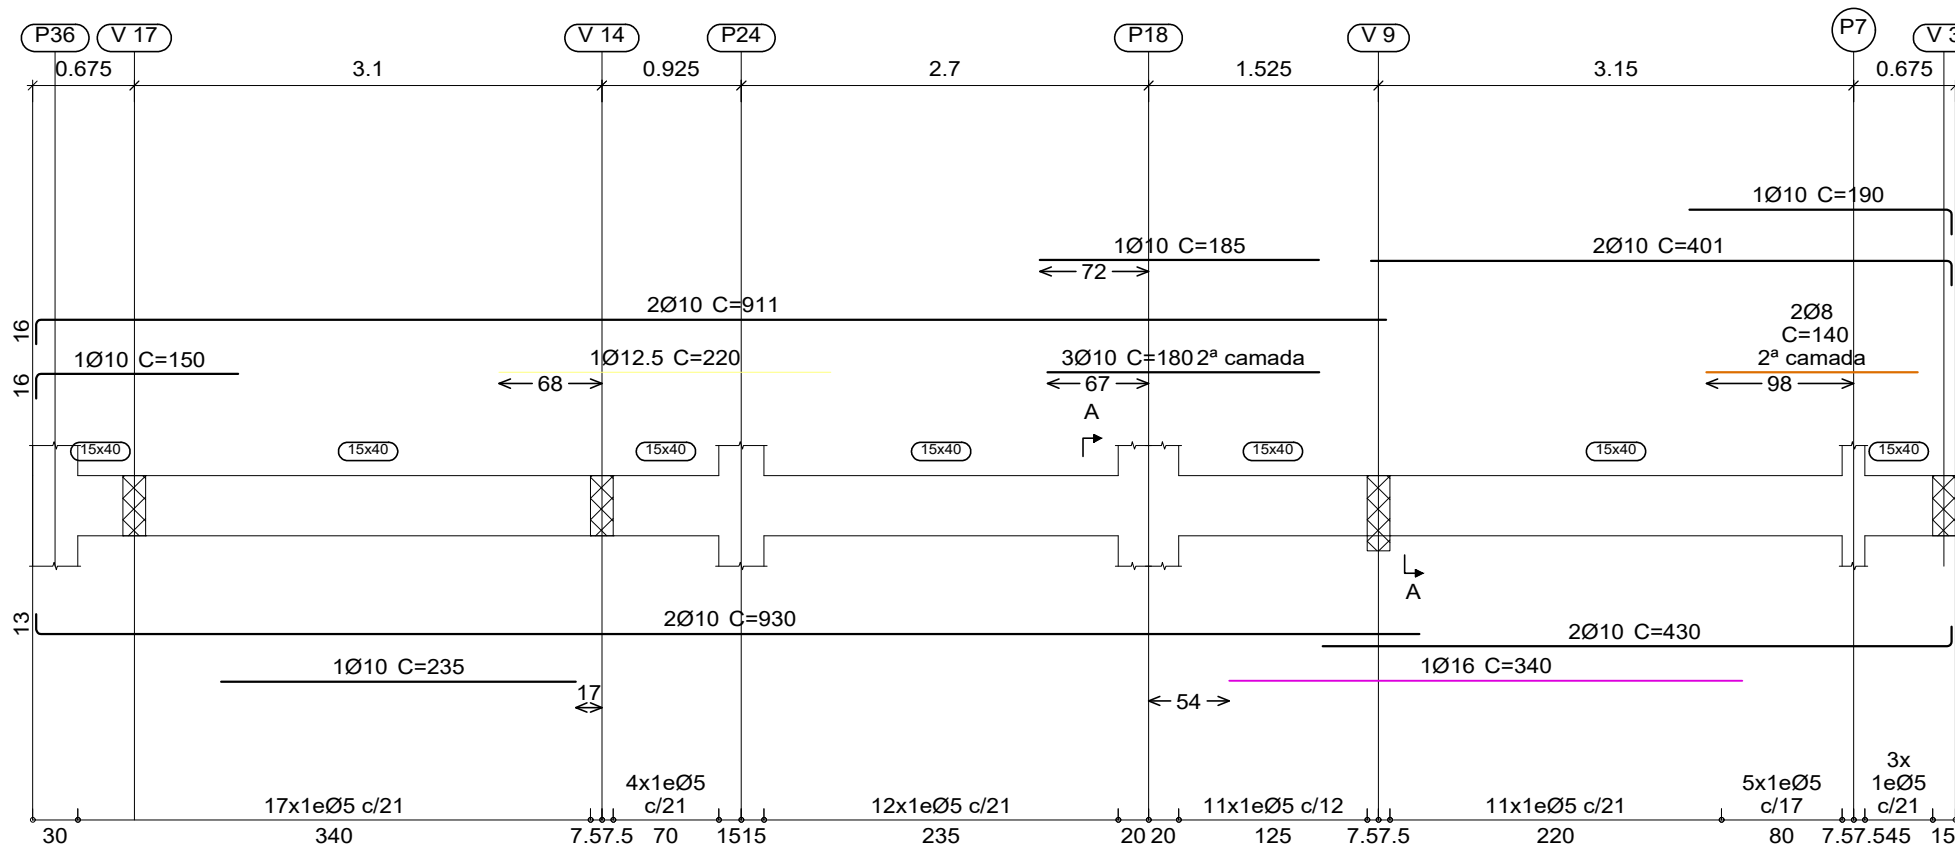 P36 V 17 V 14 P24 P18 V 9 P7 V 3
0.675 3.1 0.925 2.7 1.525 3.15 0.675
1Ø10 C=190
1Ø10 C=185 2Ø10 C=401
72
2Ø10 C=911
16
2Ø8
C=140
2ª camada
1Ø10 C=150 1Ø12.5 C=220 3Ø10 C=180 2ª camada
16 68 67 98
A
15x40 15x40 15x40 15x40 15x40 15x40 15x40
A
13
2Ø10 C=930
2Ø10 C=430
1Ø10 C=235 1Ø16 C=340
17
54
17x1eØ5 c/21
4x1eØ5
c/21
12x1eØ5 c/21 11x1eØ5 c/12 11x1eØ5 c/21
5x1eØ5
c/17
3x
1eØ5
c/21
30 340 7.57.5 70 1515 235 20 20 125 7.57.5 220 80 7.57.545 15